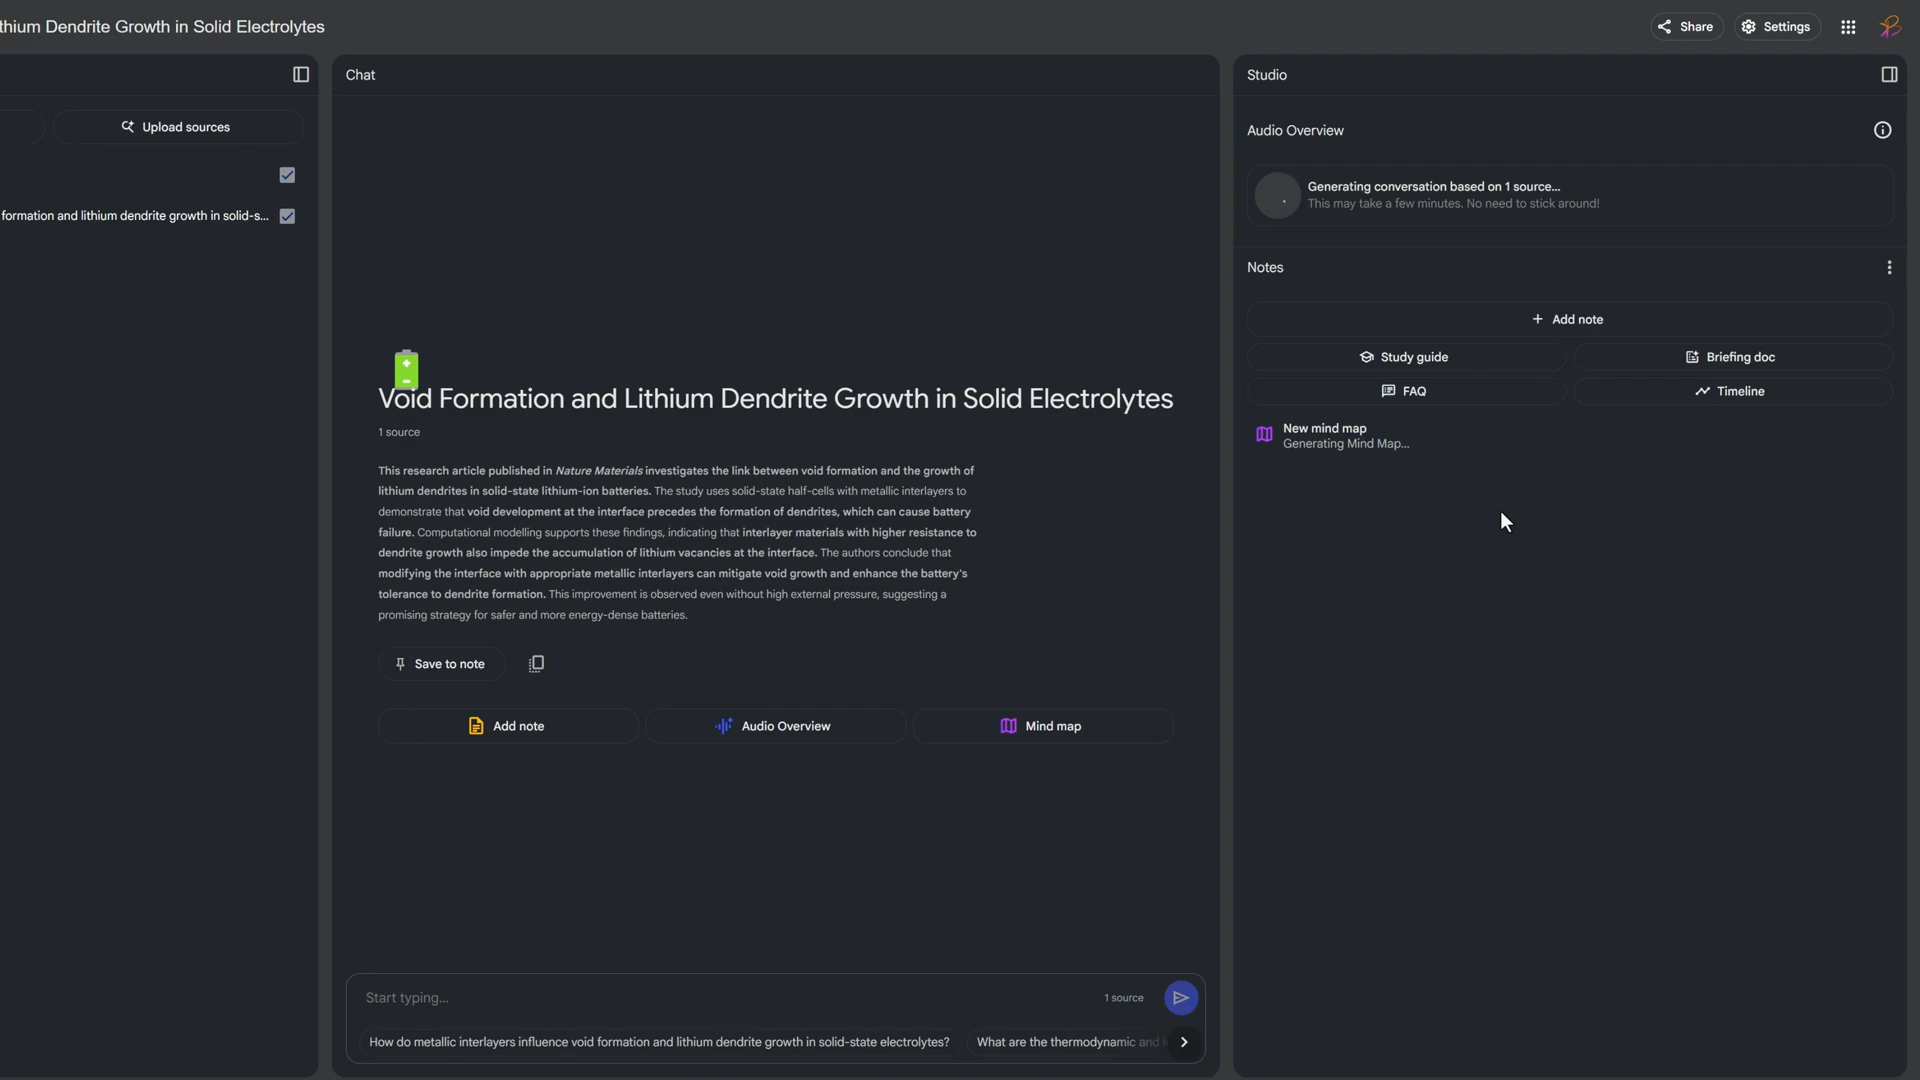 thium Dendrite Growth in Solid Electrolytes
Share
Settings
Upload sources
formation and lithium dendrite growth in solid-s...
Chat
Void Formation and Lithium Dendrite Growth in Solid Electrolytes
1 source
This research article published in Nature Materials investigates the link between void formation and the growth of
lithium dendrites in solid-state lithium-ion batteries. The study uses solid-state half-cells with metallic interlayers to
demonstrate that void development at the interface precedes the formation of dendrites, which can cause battery
failure. Computational modelling supports these findings, indicating that interlayer materials with higher resistance to
dendrite growth also impede the accumulation of lithium vacancies at the interface. The authors conclude that
modifying the interface with appropriate metallic interlayers can mitigate void growth and enhance the battery's
tolerance to dendrite formation. This improvement is observed even without high external pressure, suggesting a
promising strategy for safer and more energy-dense batteries.
Save to note
Add note
Audio Overview
Mind map
Start typing...
1 source
How do metallic interlayers influence void formation and lithium dendrite growth in solid-state electrolytes?
What are the thermodynamic and
Studio
Audio Overview
Generating conversation based on 1 source...
This may take a few minutes. No need to stick around!
Notes
Add note
Study guide
Briefing doc
FAQ
Timeline
New mind map
Generating Mind Map...